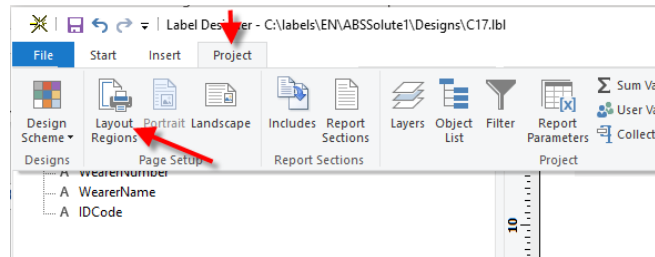 Label Designer - C:\labels\EN\ABSSolute1\Designs\C17.lbl
File Start Insert Project
Design Scheme
Layout Regions
Portrait
Landscape
Includes
Report Sections
Layers
Object List
Filter
Report Parameters
Sum Va
User Va
Collect
Designs Page Setup Report Sections Project
A WearerNumber
A WearerName
A IDCode
10